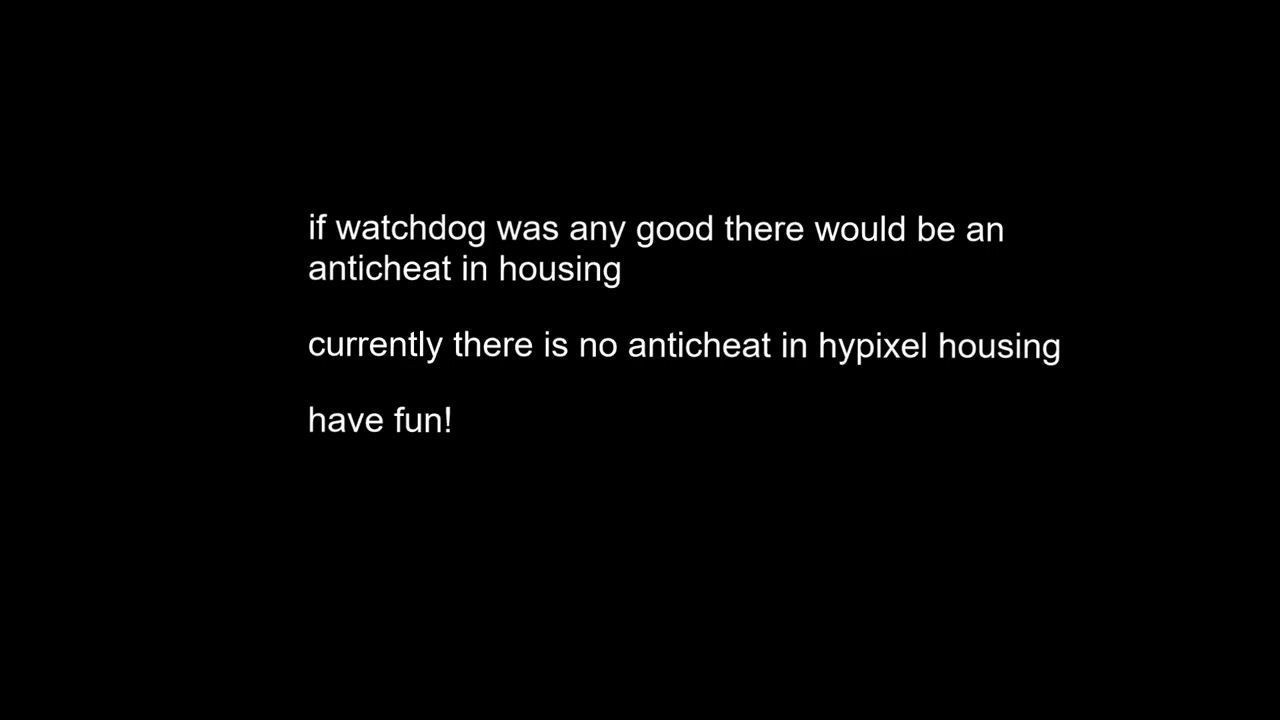 if watchdog was any good there would be an
anticheat in housing
currently there is no anticheat in hypixel housing
have fun!